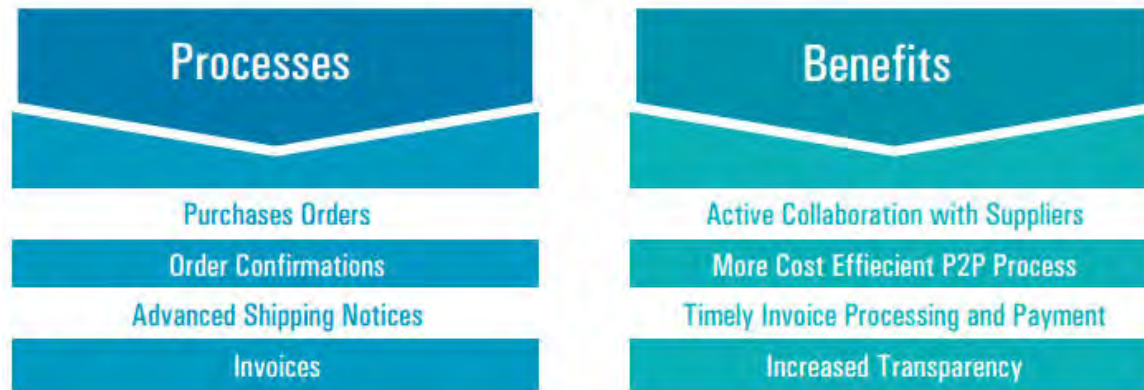 Processes
Purchases Orders
Order Confirmations
Advanced Shipping Notices
Invoices
Benefits
Active Collaboration with Suppliers
More Cost Effiecient P2P Process
Timely Invoice Processing and Payment
Increased Transparency